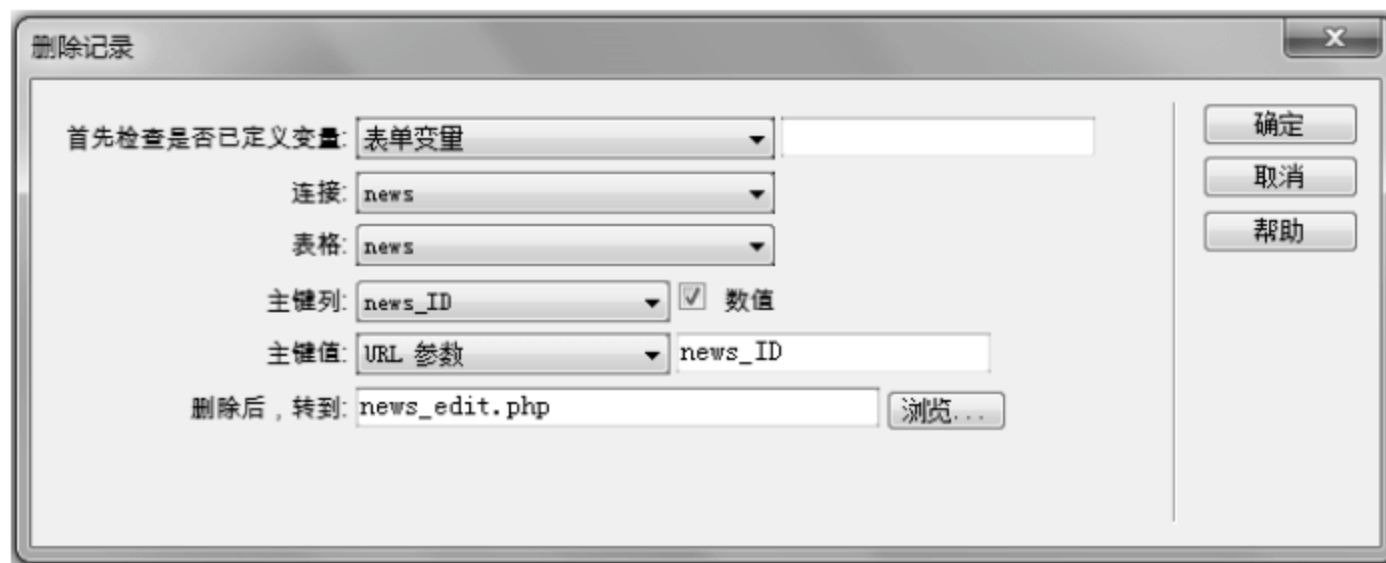 删除记录
首先检查是否已定义变量: 表单变量
确定
连接: news
取消
表格: news
帮助
主键列: news_ID 数值
主键值: URL 参数 news_ID
删除后，转到: news_edit.php 浏览...